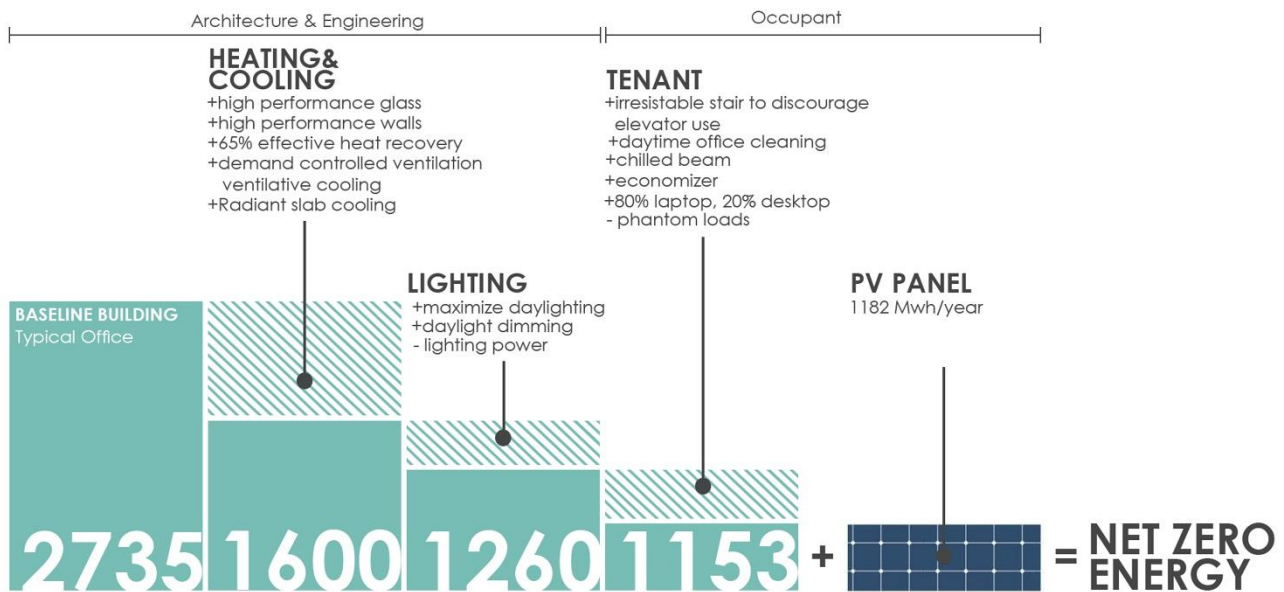 Architecture & Engineering
Occupant
HEATING&
COOLING
+high performance glass
+high performance walls
+65% effective heat recovery
+demand controlled ventilation
ventilative cooling
+Radiant slab cooling
TENANT
+irresistable stair to discourage
elevator use
+daytime office cleaning
+chilled beam
+economizer
+80% laptop, 20% desktop
- phantom loads
LIGHTING
+maximize daylighting
+daylight dimming
- lighting power
PV PANEL
1182 Mwh/year
BASELINE BUILDING
Typical Office
2735
1600
1260
1153
+
= NET ZERO
ENERGY